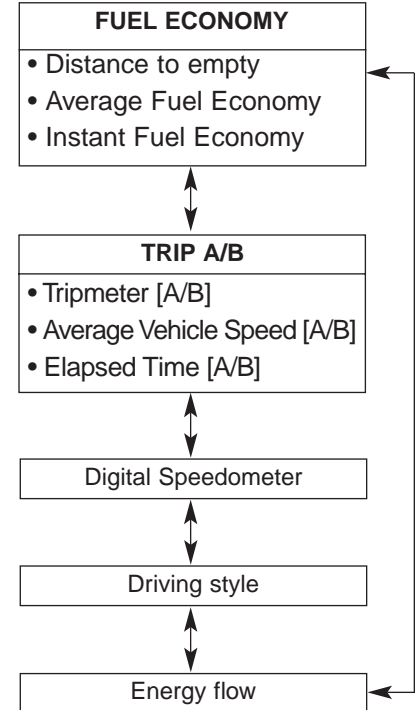 FUEL ECONOMY
• Distance to empty
• Average Fuel Economy
• Instant Fuel Economy
TRIP A/B
• Tripmeter [A/B]
• Average Vehicle Speed [A/B]
• Elapsed Time [A/B]
Digital Speedometer
Driving style
Energy flow